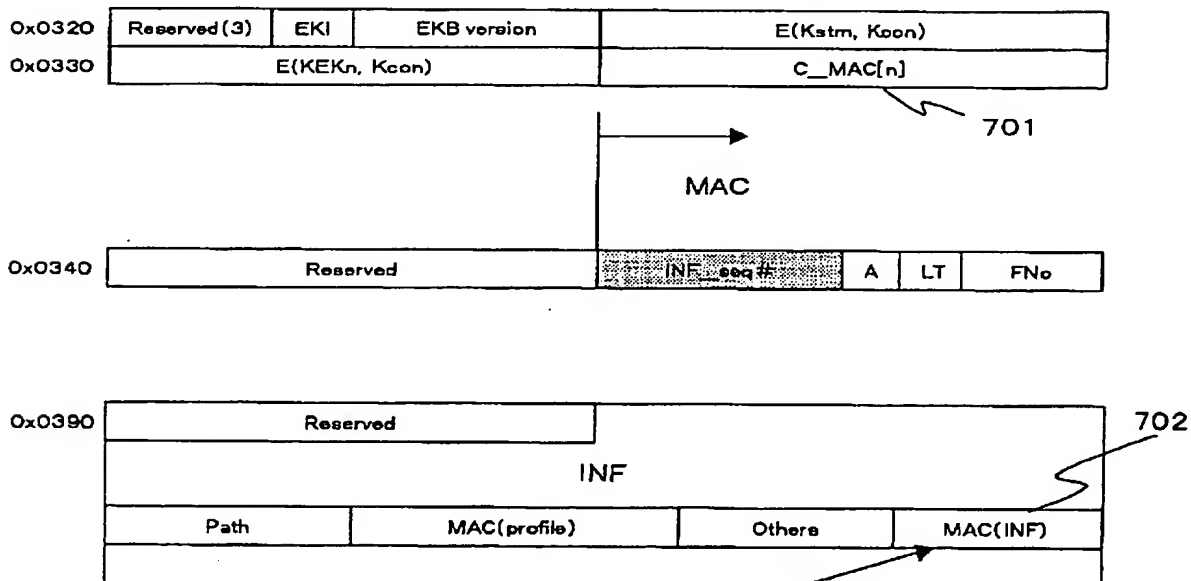 0x0320 Reserved(3) EKI EKB version E(Kstm, Kcon)
0x0330 E(KEKn, Kcon) C_MAC[n]
701
MAC
0x0340 Reserved INF_seq# A LT FNo
0x0390 Reserved 702
INF
Path MAC(profile) Others MAC(INF)